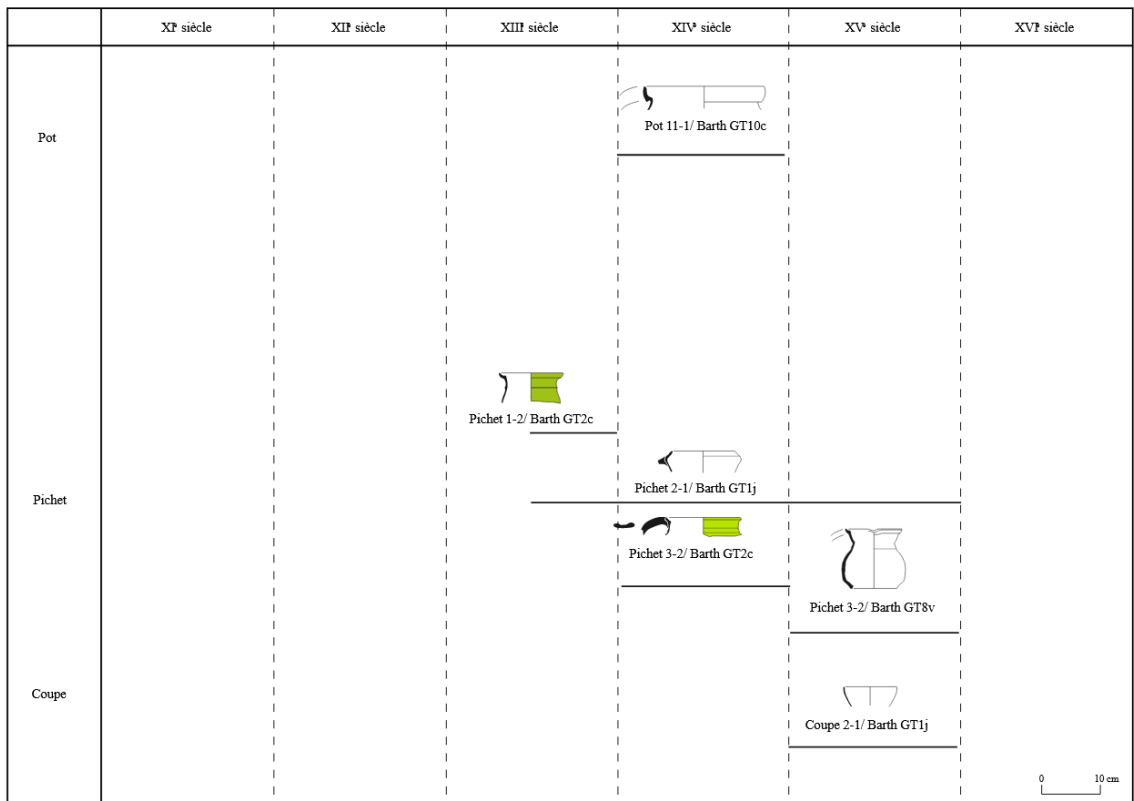 XIe siècle XIIe siècle XIIIe siècle XIVe siècle XVe siècle XVIe siècle
Pot
Pot 11-1/ Barth GT10c
Pichet 1-2/ Barth GT2c
Pichet 2-1/ Barth GT1j
Pichet
Pichet 3-2/ Barth GT2c
Pichet 3-2/ Barth GT8v
Coupe
Coupe 2-1/ Barth GT1j
0 10 cm